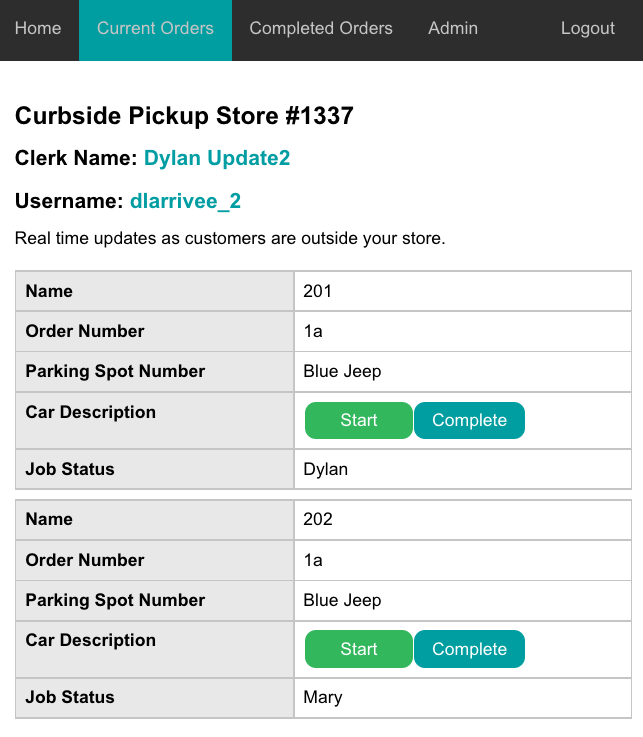 Home Current Orders Completed Orders Admin Logout
Curbside Pickup Store #1337
Clerk Name: Dylan Update2
Username: dlarrivee_2
Real time updates as customers are outside your store.
Name 201
Order Number 1a
Parking Spot Number Blue Jeep
Car Description Start Complete
Job Status Dylan
Name 202
Order Number 1a
Parking Spot Number Blue Jeep
Car Description Start Complete
Job Status Mary